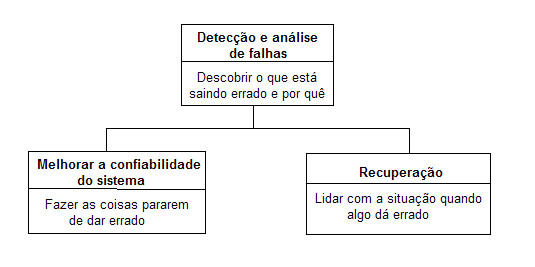 Detecção e análise
de falhas
Descobrir o que está
saindo errado e por quê
Melhorar a confiabilidade
do sistema
Fazer as coisas pararem
de dar errado
Recuperação
Lidar com a situação quando
algo dá errado